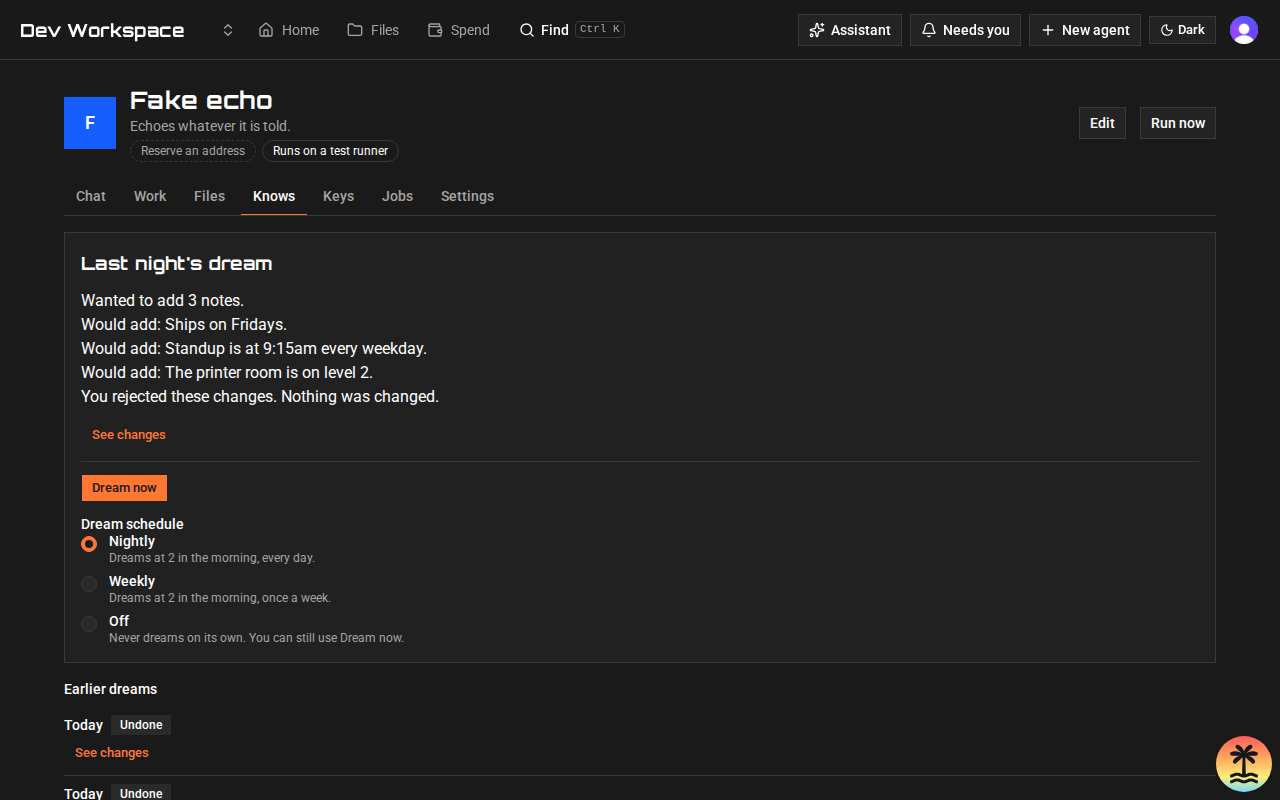 Dev Workspace
Home
Files
Spend
Find Ctrl K
Assistant
Needs you
New agent
Dark
F
Fake echo
Echoes whatever it is told.
Reserve an address
Runs on a test runner
Edit
Run now
Chat
Work
Files
Knows
Keys
Jobs
Settings
Last night's dream
Wanted to add 3 notes.
Would add: Ships on Fridays.
Would add: Standup is at 9:15am every weekday.
Would add: The printer room is on level 2.
You rejected these changes. Nothing was changed.
See changes
Dream now
Dream schedule
Nightly
Dreams at 2 in the morning, every day.
Weekly
Dreams at 2 in the morning, once a week.
Off
Never dreams on its own. You can still use Dream now.
Earlier dreams
Today Undone
See changes
Today Undone